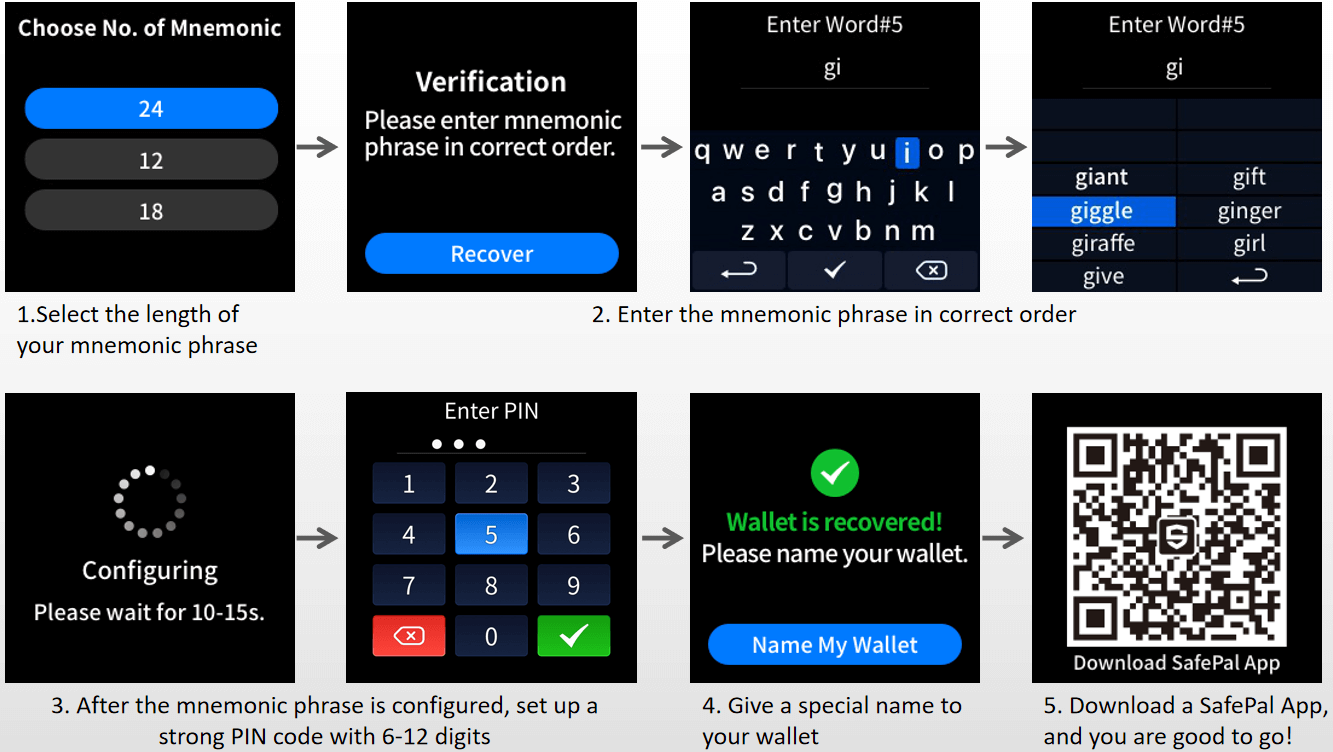 Choose No. of Mnemonic
24
12
18
Verification
Please enter mnemonic
phrase in correct order.
Recover
Enter Word#5
gi
q w e r t y u i o p
a s d f g h j k l
z x c v b n m
Enter Word#5
gi
giant gift
giggle ginger
giraffe girl
give
1.Select the length of
your mnemonic phrase
2. Enter the mnemonic phrase in correct order
Configuring
Please wait for 10-15s.
Enter PIN
1 2 3
4 5 6
7 8 9
0
Wallet is recovered!
Please name your wallet.
Name My Wallet
S
Download SafePal App
3. After the mnemonic phrase is configured, set up a
strong PIN code with 6-12 digits
4. Give a special name to
your wallet
5. Download a SafePal App,
and you are good to go!